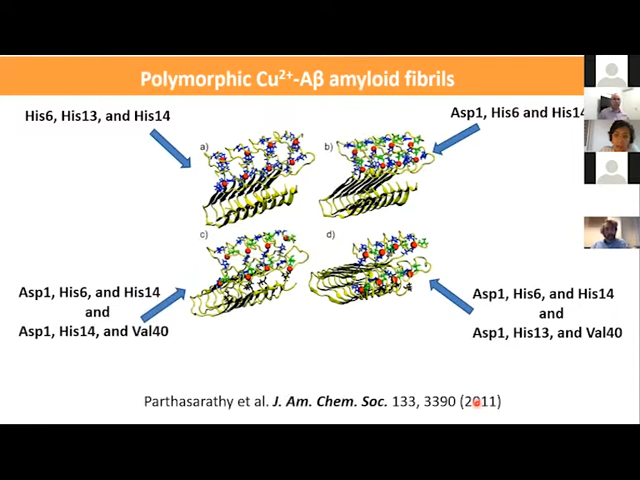 Polymorphic Cu²⁺-Aβ amyloid fibrils
His6, His13, and His14
Asp1, His6 and His14
a)
b)
c)
d)
Asp1, His6, and His14
and
Asp1, His14, and Val40
Asp1, His6, and His14
and
Asp1, His13, and Val40
Parthasarathy et al. J. Am. Chem. Soc. 133, 3390 (2011)